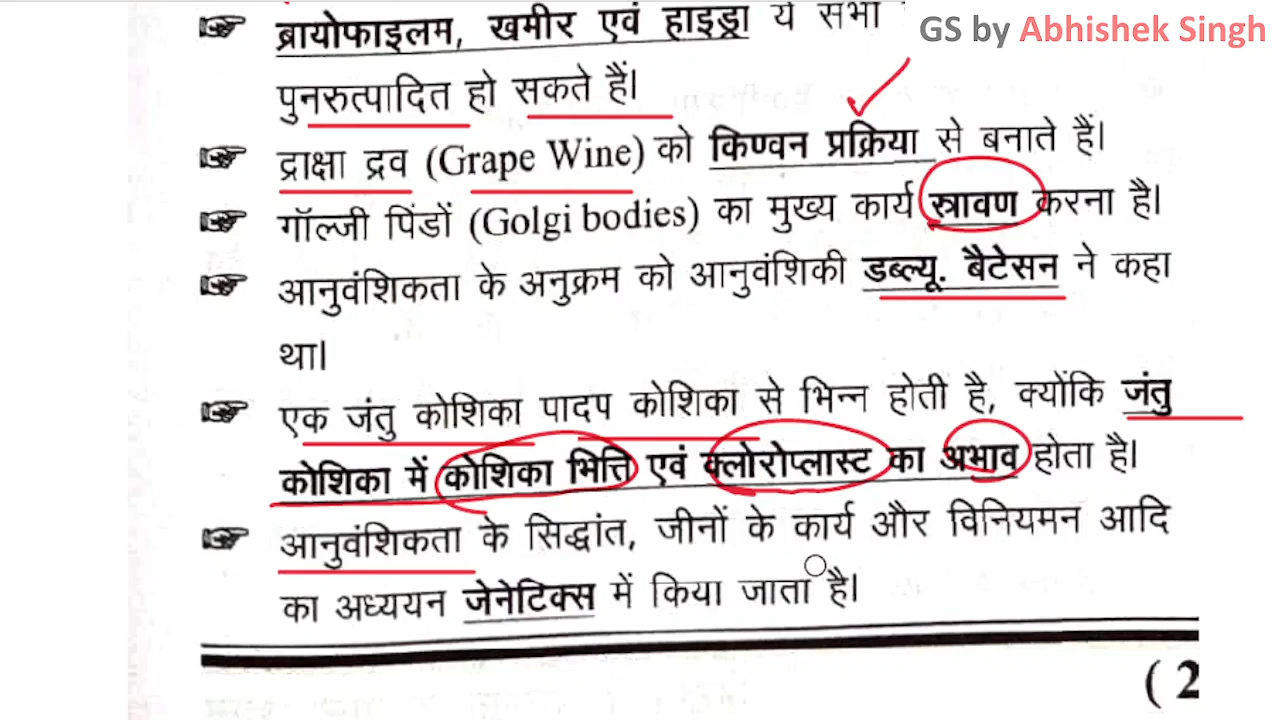 GS by Abhishek Singh
ब्रायोफाइलम, खमीर एवं हाइड्रा ये सभी
पुनरुत्पादित हो सकते हैं।
द्राक्षा द्रव (Grape Wine) को किण्वन प्रक्रिया से बनाते हैं।
गॉल्जी पिंडों (Golgi bodies) का मुख्य कार्य स्त्रावण करना है।
आनुवंशिकता के अनुक्रम को आनुवंशिकी डब्ल्यू. बैटेसन ने कहा
था।
एक जंतु कोशिका पादप कोशिका से भिन्न होती है, क्योंकि जंतु
कोशिका में कोशिका भित्ति एवं क्लोरोप्लास्ट का अभाव होता है।
आनुवंशिकता के सिद्धांत, जीनों के कार्य और विनियमन आदि
का अध्ययन जेनेटिक्स में किया जाता है।
(2